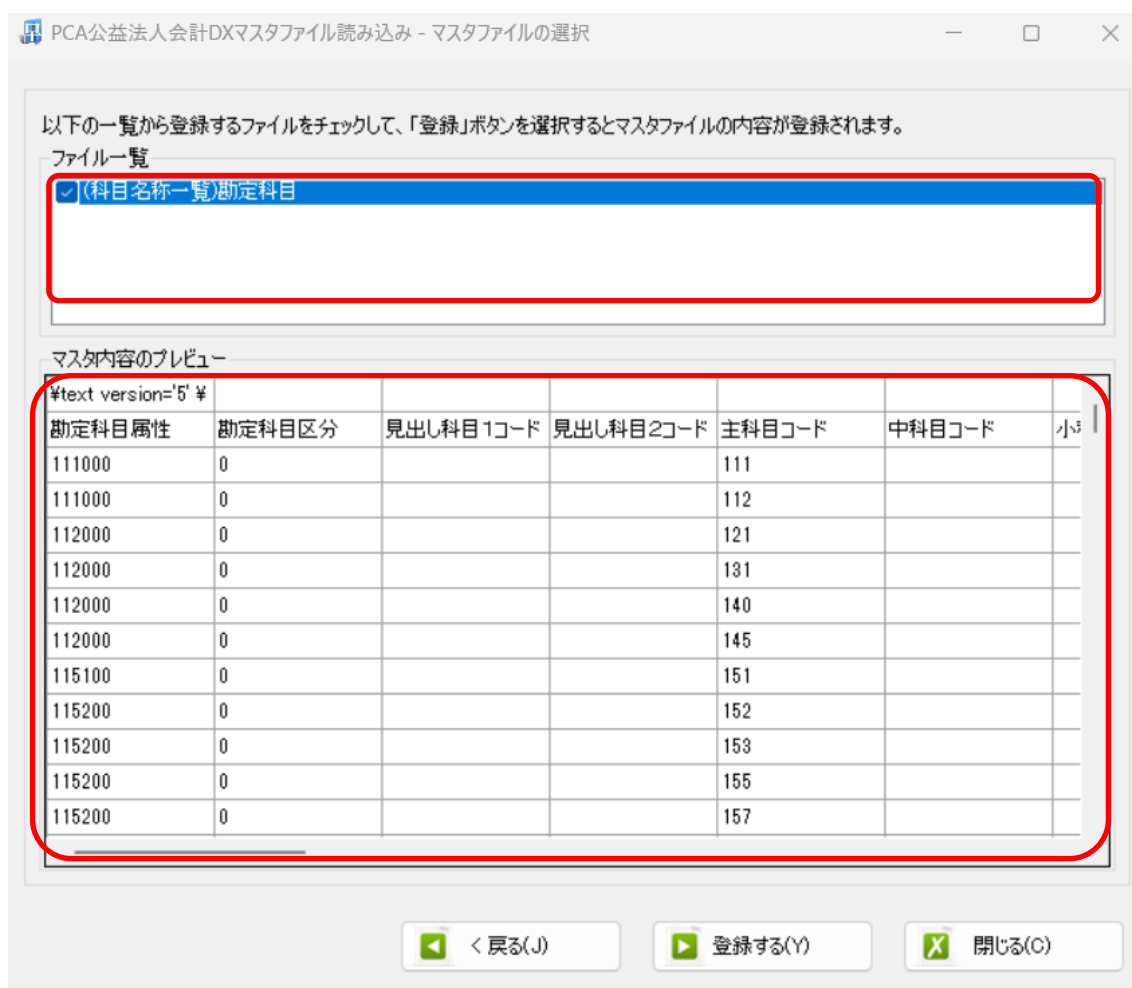 PCA公益法人会計DXマスタファイル読み込み - マスタファイルの選択
以下の一覧から登録するファイルをチェックして、「登録」ボタンを選択するとマスタファイルの内容が登録されます。
ファイル一覧
(科目名称一覧)勘定科目
マスタ内容のプレビュー
¥text version='5' ¥
勘定科目属性 勘定科目区分 見出し科目1コード 見出し科目2コード 主科目コード 中科目コード
111000 0 111
111000 0 112
112000 0 121
112000 0 131
112000 0 140
112000 0 145
115100 0 151
115200 0 152
115200 0 153
115200 0 155
115200 0 157
< 戻る(J) 登録する(Y) 閉じる(C)